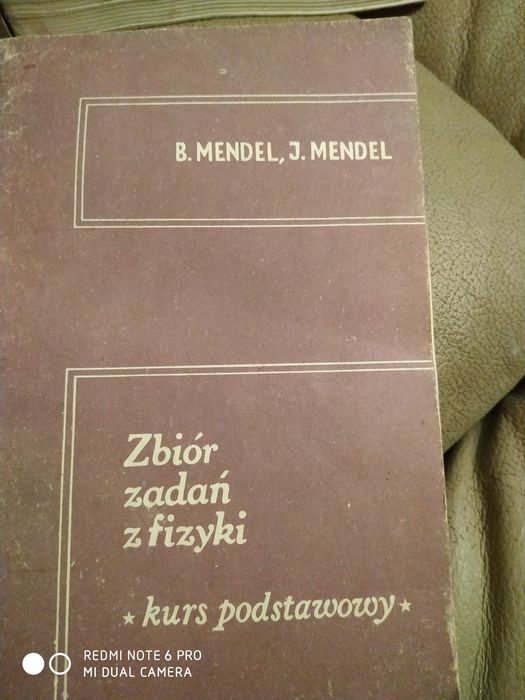 B. MENDEL, J. MENDEL
Zbiór
zadań
z fizyki
* kurs podstawowy *
REDMI NOTE 6 PRO
MI DUAL CAMERA